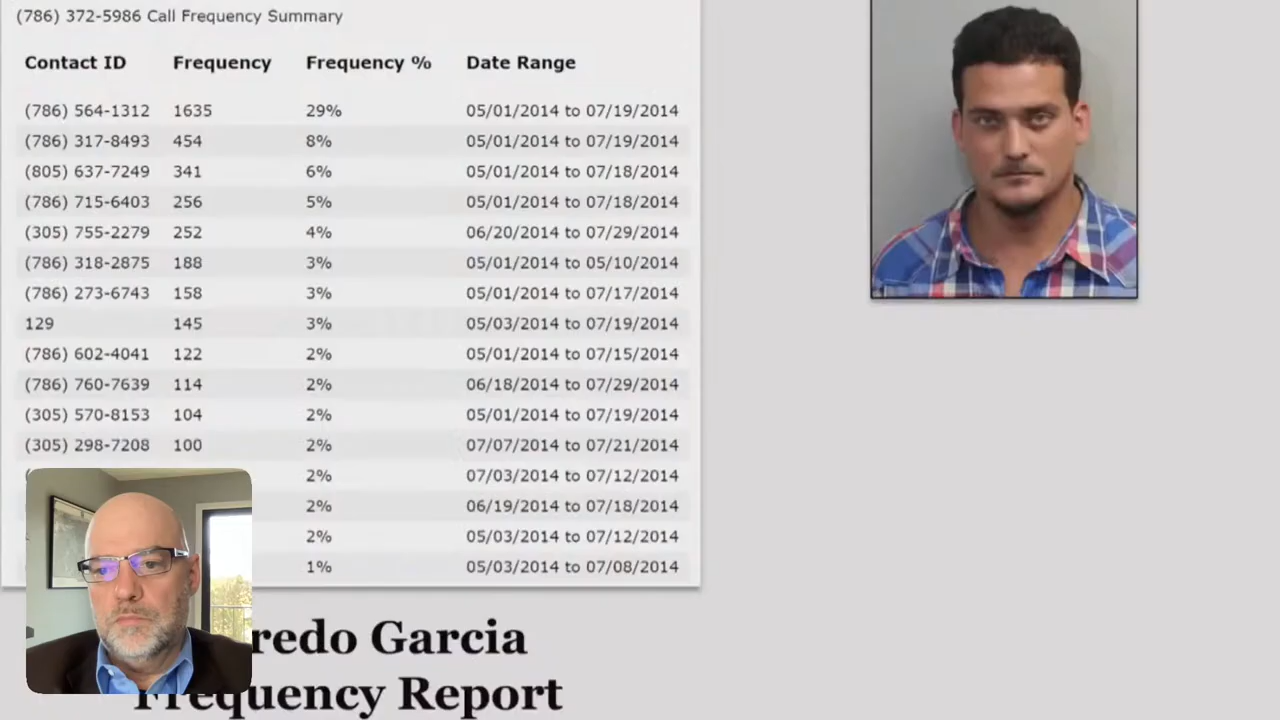 (786) 372-5986 Call Frequency Summary
Contact ID Frequency Frequency % Date Range
(786) 564-1312 1635 29% 05/01/2014 to 07/19/2014
(786) 317-8493 454 8% 05/01/2014 to 07/19/2014
(805) 637-7249 341 6% 05/01/2014 to 07/18/2014
(786) 715-6403 256 5% 05/01/2014 to 07/18/2014
(305) 755-2279 252 4% 06/20/2014 to 07/29/2014
(786) 318-2875 188 3% 05/01/2014 to 05/10/2014
(786) 273-6743 158 3% 05/01/2014 to 07/17/2014
129 145 3% 05/03/2014 to 07/19/2014
(786) 602-4041 122 2% 05/01/2014 to 07/15/2014
(786) 760-7639 114 2% 06/18/2014 to 07/29/2014
(305) 570-8153 104 2% 05/01/2014 to 07/19/2014
(305) 298-7208 100 2% 07/07/2014 to 07/21/2014
2% 07/03/2014 to 07/12/2014
2% 06/19/2014 to 07/18/2014
2% 05/03/2014 to 07/12/2014
1% 05/03/2014 to 07/08/2014
redo Garcia
Frequency Report